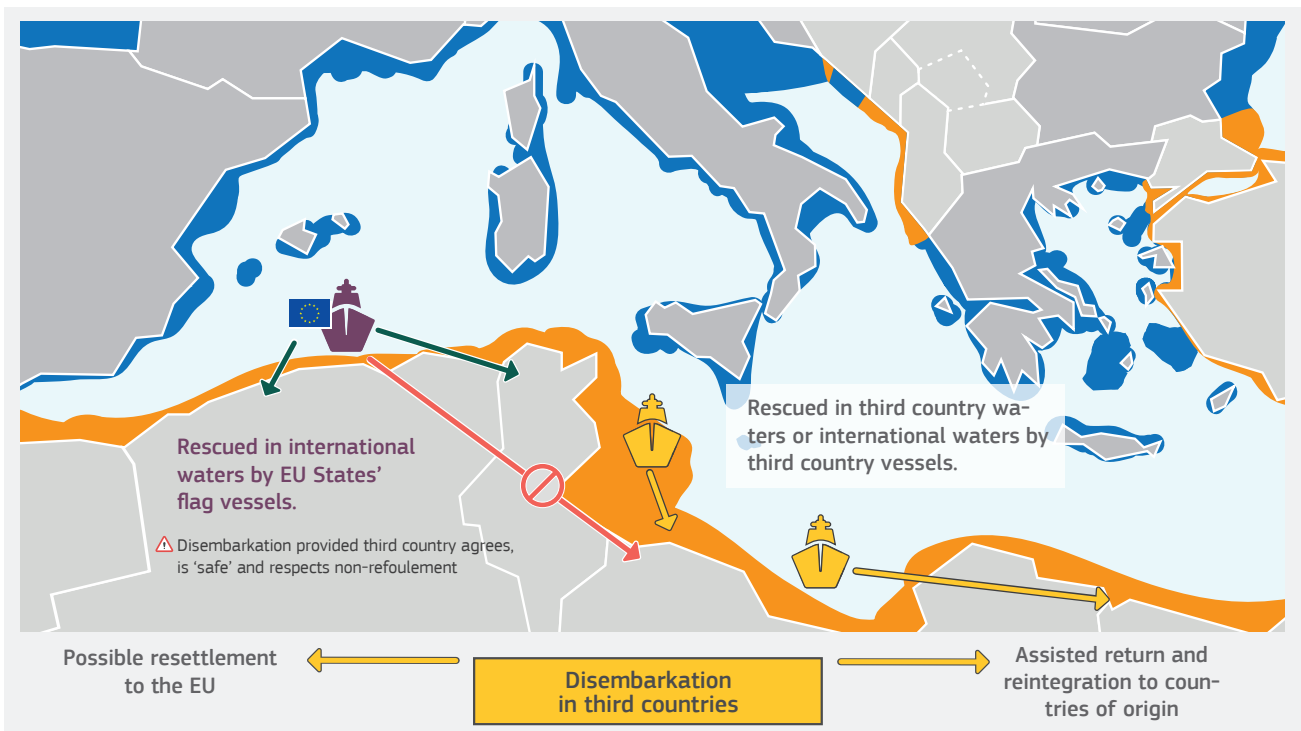 Rescued in third country wa-
ters or international waters by
third country vessels.
Rescued in international
waters by EU States’
flag vessels.
Disembarkation provided third country agrees,
is ‘safe’ and respects non-refoulement
Possible resettlement
to the EU
Disembarkation
in third countries
Assisted return and
reintegration to coun-
tries of origin